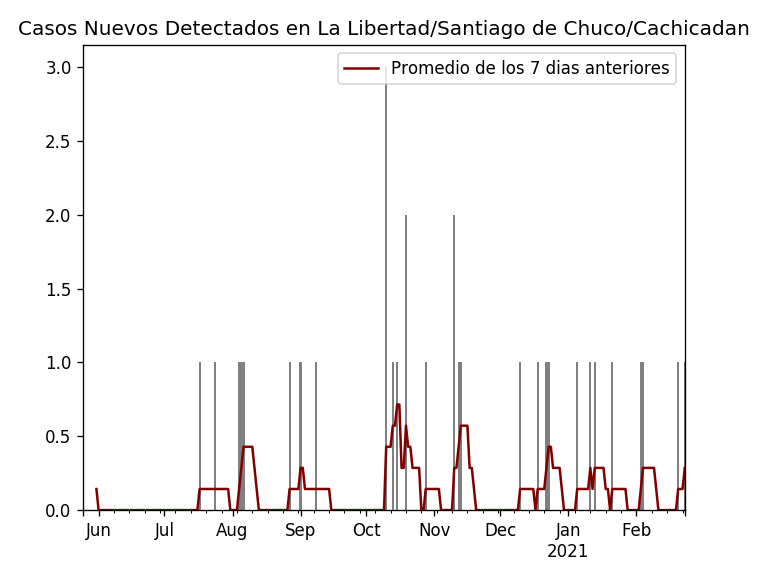 Casos Nuevos Detectados en La Libertad/Santiago de Chuco/Cachicadan
Promedio de los 7 dias anteriores
3.0
2.5
2.0
1.5
1.0
0.5
0.0
Jun Jul Aug Sep Oct Nov Dec Jan Feb
2021